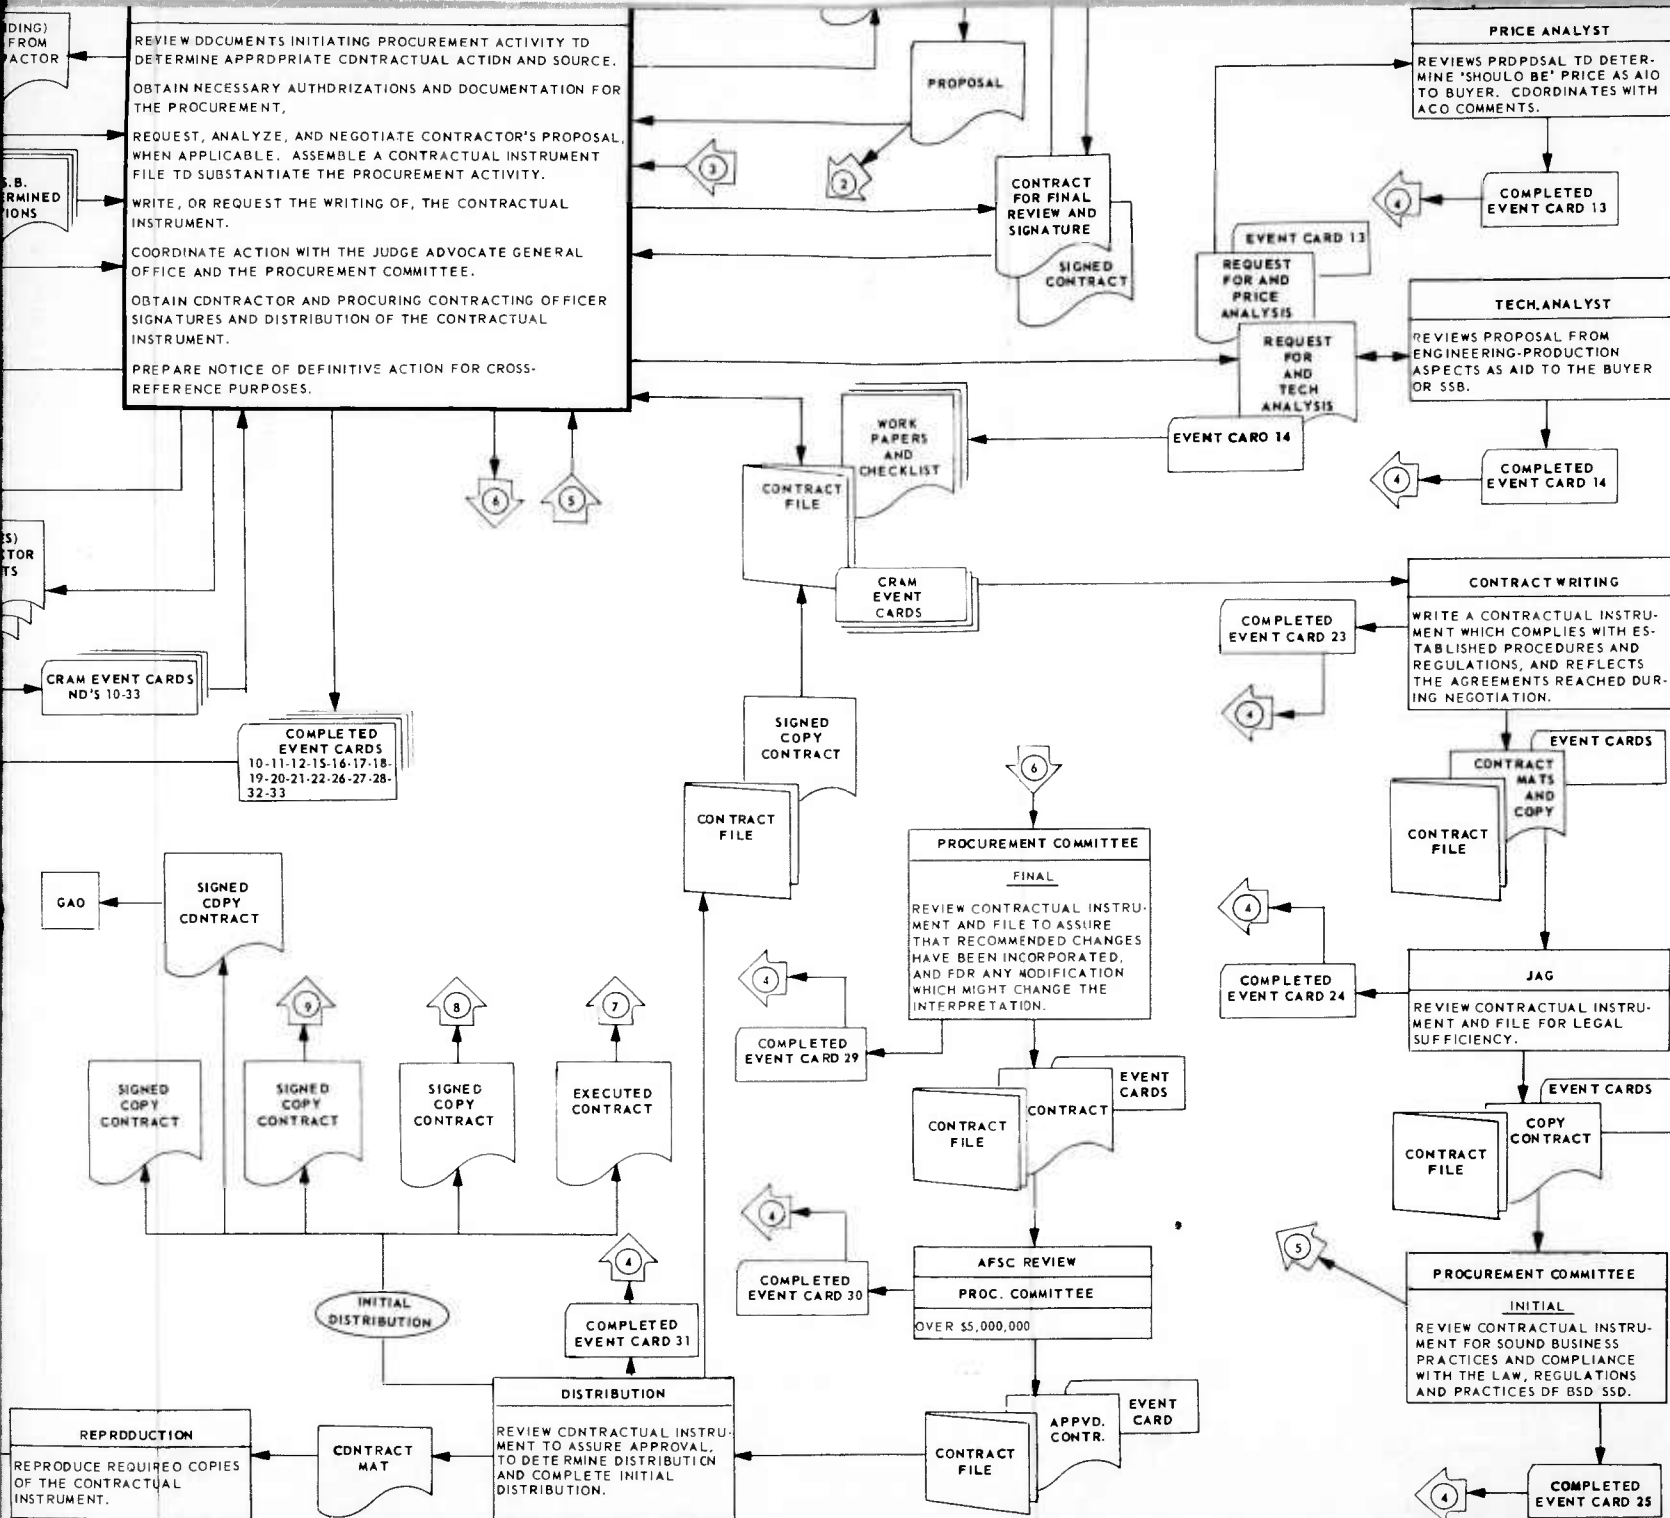 DING)
FROM
ACTOR
REVIEW DDCUMENTS INITIATING PROCUREMENT ACTIVITY TD
DETERMINE APPRDPRIATE CONTRACTUAL ACTIDN AND SOURCE.
OBTAIN NECESSARY AUTHDRIZATIONS AND DOCUMENTATION FOR
THE PROCUREMENT,
REQUEST, ANALYZE, AND NEGOTIATE CONTRACTOR'S PROPOSAL,
WHEN APPLICABLE. ASSEMBLE A CONTRACTUAL INSTRUMENT
FILE TD SUBSTANTIATE THE PROCUREMENT ACTIVITY.
WRITE, OR REQUEST THE WRITING OF, THE CONTRACTUAL
INSTRUMENT.
COORDINATE ACTION WITH THE JUDGE ADVOCATE GENERAL
OFFICE AND THE PROCUREMENT COMMITTEE.
OBTAIN CDNTRACTOR AND PROCURING CONTRACTING OFFICER
SIGNATURES AND DISTRIBUTION OF THE CONTRACTUAL
INSTRUMENT.
PREPARE NOTICE OF DEFINITIVE ACTION FOR CROSS-
REFERENCE PURPOSES.
S.B.
ERMINED
IONS
PROPOSAL
3
2
CONTRACT
FOR FINAL
REVIEW AND
SIGNATURE
SIGNED
CONTRACT
PRICE ANALYST
REVIEWS PRDPDSAL TD DETER-
MINE 'SHOULD BE' PRICE AS AID
TO BUYER. CDORDINATES WITH
ACO COMMENTS.
COMPLETED
EVENT CARD 13
4
EVENT CARD 13
REQUEST
FOR AND
PRICE
ANALYSIS
REQUEST
FOR
AND
TECH
ANALYSIS
EVENT CARO 14
TECH.ANALYST
REVIEWS PROPOSAL FROM
ENGINEERING-PRODUCTION
ASPECTS AS AID TO THE BUYER
OR SSB.
COMPLETED
EVENT CARD 14
4
6
5
WORK
PAPERS
AND
CHECKLIST
CONTRACT
FILE
CRAM
EVENT
CARDS
ES)
CTOR
TS
CRAM EVENT CARDS
ND'S 10-33
COMPLETED
EVENT CARDS
10-11-12-15-16-17-18-
19-20-21-22-26-27-28-
32-33
CONTRACT WRITING
WRITE A CONTRACTUAL INSTRU-
MENT WHICH COMPLIES WITH ES-
TABLISHED PROCEDURES AND
REGULATIONS, AND REFLECTS
THE AGREEMENTS REACHED DUR-
ING NEGOTIATION.
COMPLETED
EVENT CARD 23
4
EVENT CARDS
CONTRACT
MATS
AND
COPY
CONTRACT
FILE
SIGNED
COPY
CONTRACT
CONTRACT
FILE
6
PROCUREMENT COMMITTEE
FINAL
REVIEW CONTRACTUAL INSTRU-
MENT AND FILE TO ASSURE
THAT RECOMMENDED CHANGES
HAVE BEEN INCORPORATED,
AND FDR ANY MODIFICATION
WHICH MIGHT CHANGE THE
INTERPRETATION.
4
COMPLETED
EVENT CARD 29
GAO
SIGNED
CDPY
CDNTRACT
9
8
7
SIGNED
COPY
CONTRACT
SIGNED
COPY
CONTRACT
SIGNED
COPY
CONTRACT
EXECUTED
CONTRACT
4
COMPLETED
EVENT CARD 24
JAG
REVIEW CONTRACTUAL INSTRU-
MENT AND FILE FOR LEGAL
SUFFICIENCY.
EVENT
CARDS
CONTRACT
CONTRACT
FILE
EVENT CARDS
COPY
CONTRACT
CONTRACT
FILE
4
COMPLETED
EVENT CARD 30
AFSC REVIEW
PROC. COMMITTEE
OVER $5,000,000
5
PROCUREMENT COMMITTEE
INITIAL
REVIEW CONTRACTUAL INSTRU-
MENT FOR SOUND BUSINESS
PRACTICES AND COMPLIANCE
WITH THE LAW, REGULATIONS
AND PRACTICES DF BSD SSD.
4
COMPLETED
EVENT CARD 25
INITIAL
DISTRIBUTION
4
COMPLETED
EVENT CARD 31
DISTRIBUTION
REVIEW CDNTRACTUAL INSTRU-
MENT TO ASSURE APPROVAL,
TO DETERMINE DISTRIBUTION
AND COMPLETE INITIAL
DISTRIBUTION.
EVENT
CARD
APPVD.
CONTR.
CONTRACT
FILE
CDNTRACT
MAT
REPRDDUCTION
REPRODUCE REQUIREO COPIES
OF THE CONTRACTUAL
INSTRUMENT.